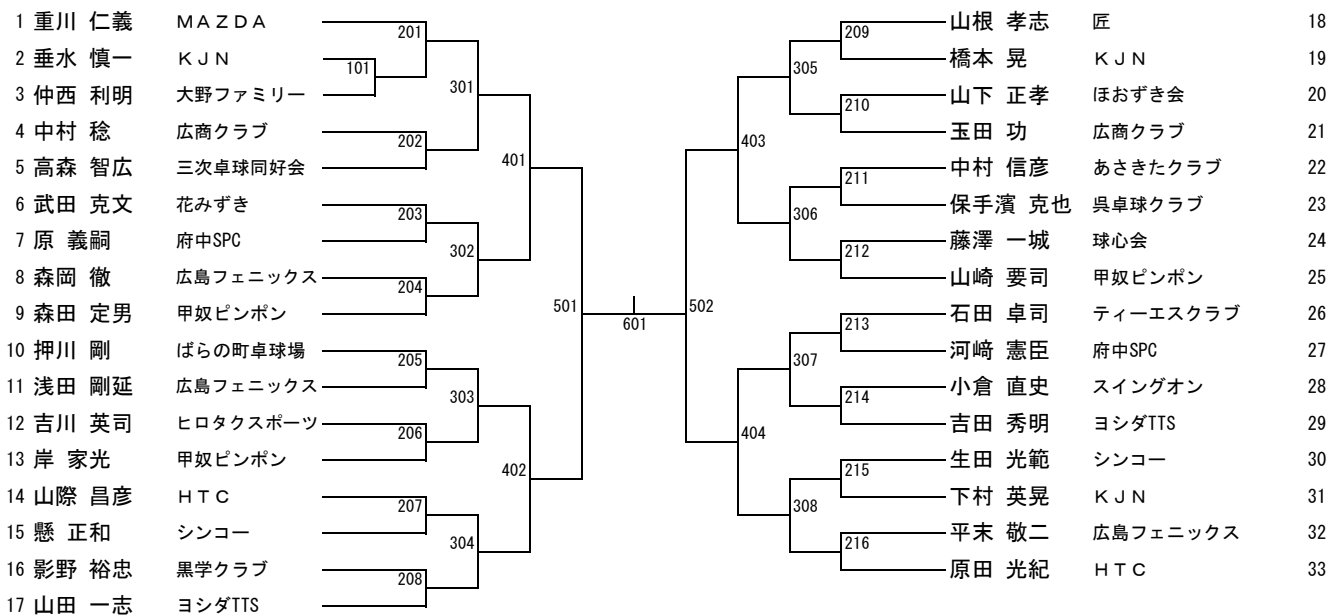 1 重川 仁義 ＭＡＺＤＡ
2 垂水 慎一 ＫＪＮ
3 仲西 利明 大野ファミリー
4 中村 稔 広商クラブ
5 高森 智広 三次卓球同好会
6 武田 克文 花みずき
7 原 義嗣 府中SPC
8 森岡 徹 広島フェニックス
9 森田 定男 甲奴ピンポン
10 押川 剛 ばらの町卓球場
11 浅田 剛延 広島フェニックス
12 吉川 英司 ヒロタクスポーツ
13 岸 家光 甲奴ピンポン
14 山際 昌彦 ＨＴＣ
15 懸 正和 シンコー
16 影野 裕忠 黒学クラブ
17 山田 一志 ヨシダTTS
101
201
202
203
204
205
206
207
208
301
302
303
304
401
402
501
601
502
403
404
305
306
307
308
209
210
211
212
213
214
215
216
山根 孝志 匠 18
橋本 晃 ＫＪＮ 19
山下 正孝 ほおずき会 20
玉田 功 広商クラブ 21
中村 信彦 あさきたクラブ 22
保手濱 克也 呉卓球クラブ 23
藤澤 一城 球心会 24
山崎 要司 甲奴ピンポン 25
石田 卓司 ティーエスクラブ 26
河﨑 憲臣 府中SPC 27
小倉 直史 スイングオン 28
吉田 秀明 ヨシダTTS 29
生田 光範 シンコー 30
下村 英晃 ＫＪＮ 31
平末 敬二 広島フェニックス 32
原田 光紀 ＨＴＣ 33